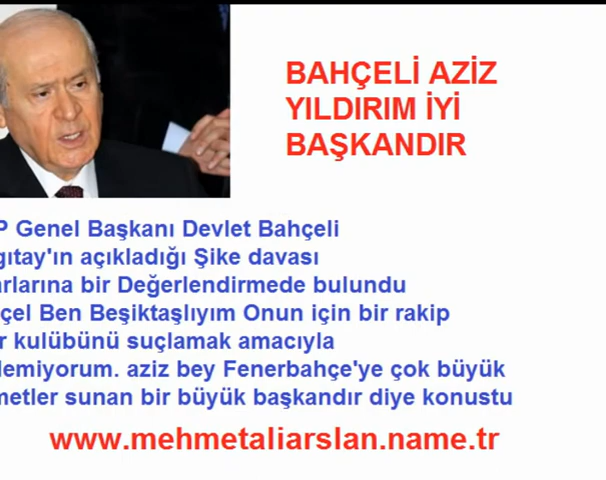 BAHÇELİ AZİZ
YILDIRIM İYİ
BAŞKANDIR
P Genel Başkanı Devlet Bahçeli
gıtay'ın açıkladığı Şike davası
arlarına bir Değerlendirmede bulundu
çel Ben Beşiktaşlıyım Onun için bir rakip
r kulübünü suçlamak amacıyla
lemiyorum. aziz bey Fenerbahçe'ye çok büyük
metler sunan bir büyük başkandır diye konustu
www.mehmetaliarslan.name.tr